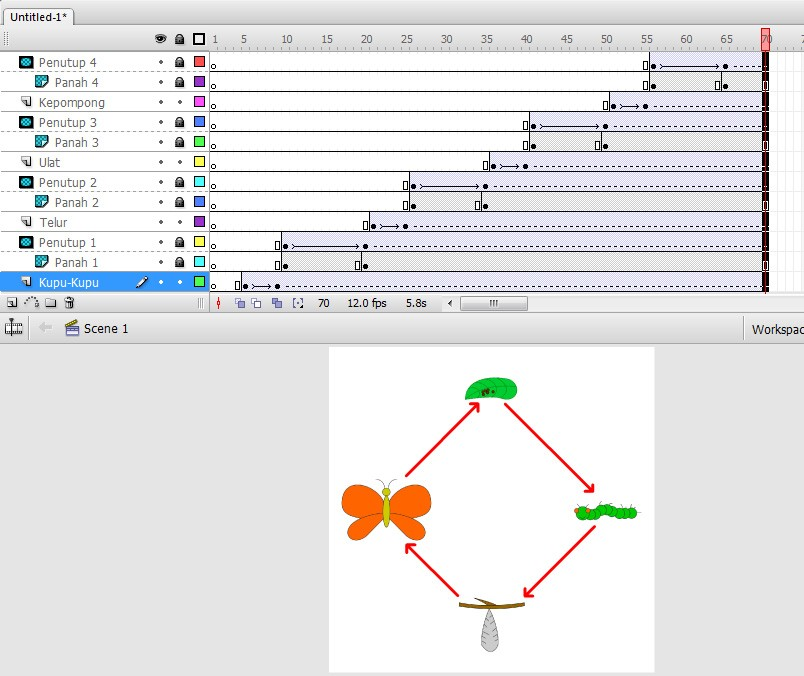 Untitled-1*
1 5 10 15 20 25 30 35 40 45 50 55 60 65 70
Penutup 4
Panah 4
Kepompong
Penutup 3
Panah 3
Ulat
Penutup 2
Panah 2
Telur
Penutup 1
Panah 1
Kupu-Kupu
70 12.0 fps 5.8s
Scene 1
Workspac